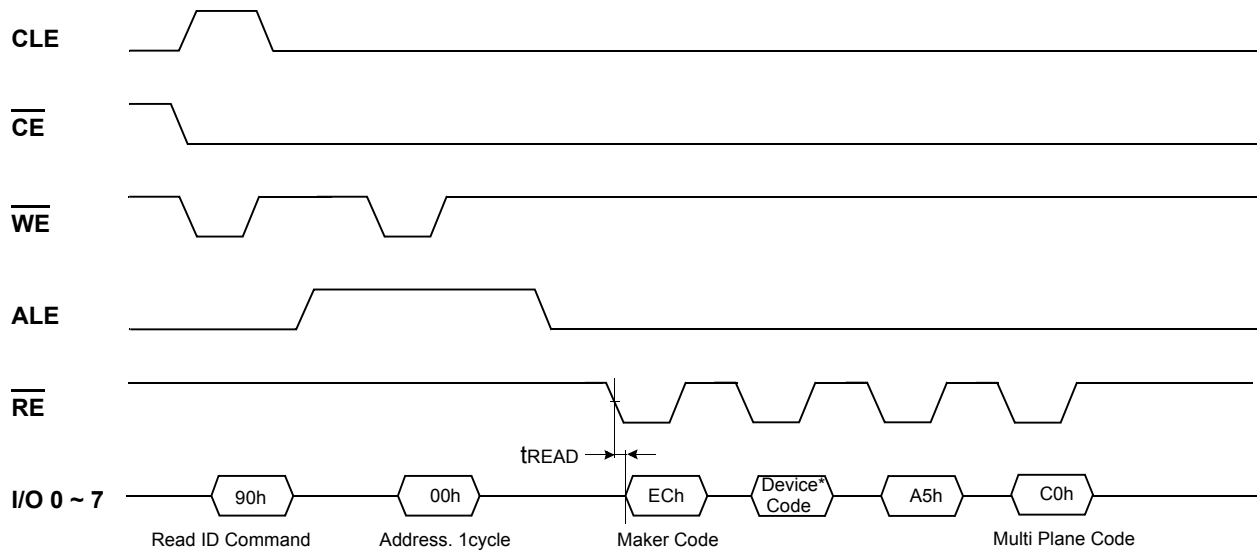 CLE
CE
WE
ALE
RE
tREAD
I/O 0 ~ 7
90h
00h
ECh
Device*
Code
A5h
C0h
Read ID Command
Address. 1cycle
Maker Code
Multi Plane Code